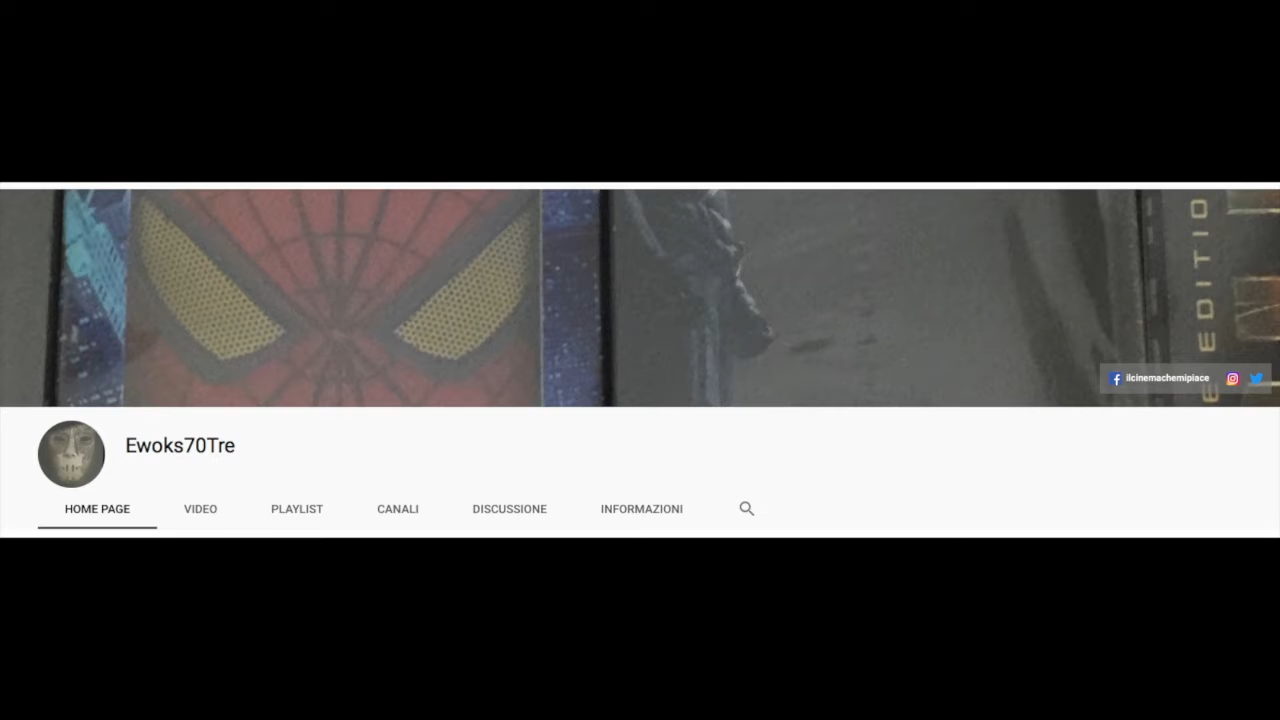 EDITIO
ilcinemachemipiace
Ewoks70Tre
HOME PAGE VIDEO PLAYLIST CANALI DISCUSSIONE INFORMAZIONI